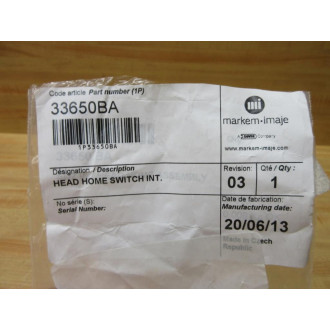 Code article Part number (1P)
33650BA
1P33650BA
markem·imaje
company
www.markem-imaje.com
Désignation / Description
HEAD HOME SWITCH INT.
Revision:
03
Qté / Qty :
1
No série (S):
Serial Number:
Date de fabrication:
Manufacturing date:
20/06/13
Made in Czech
Republic